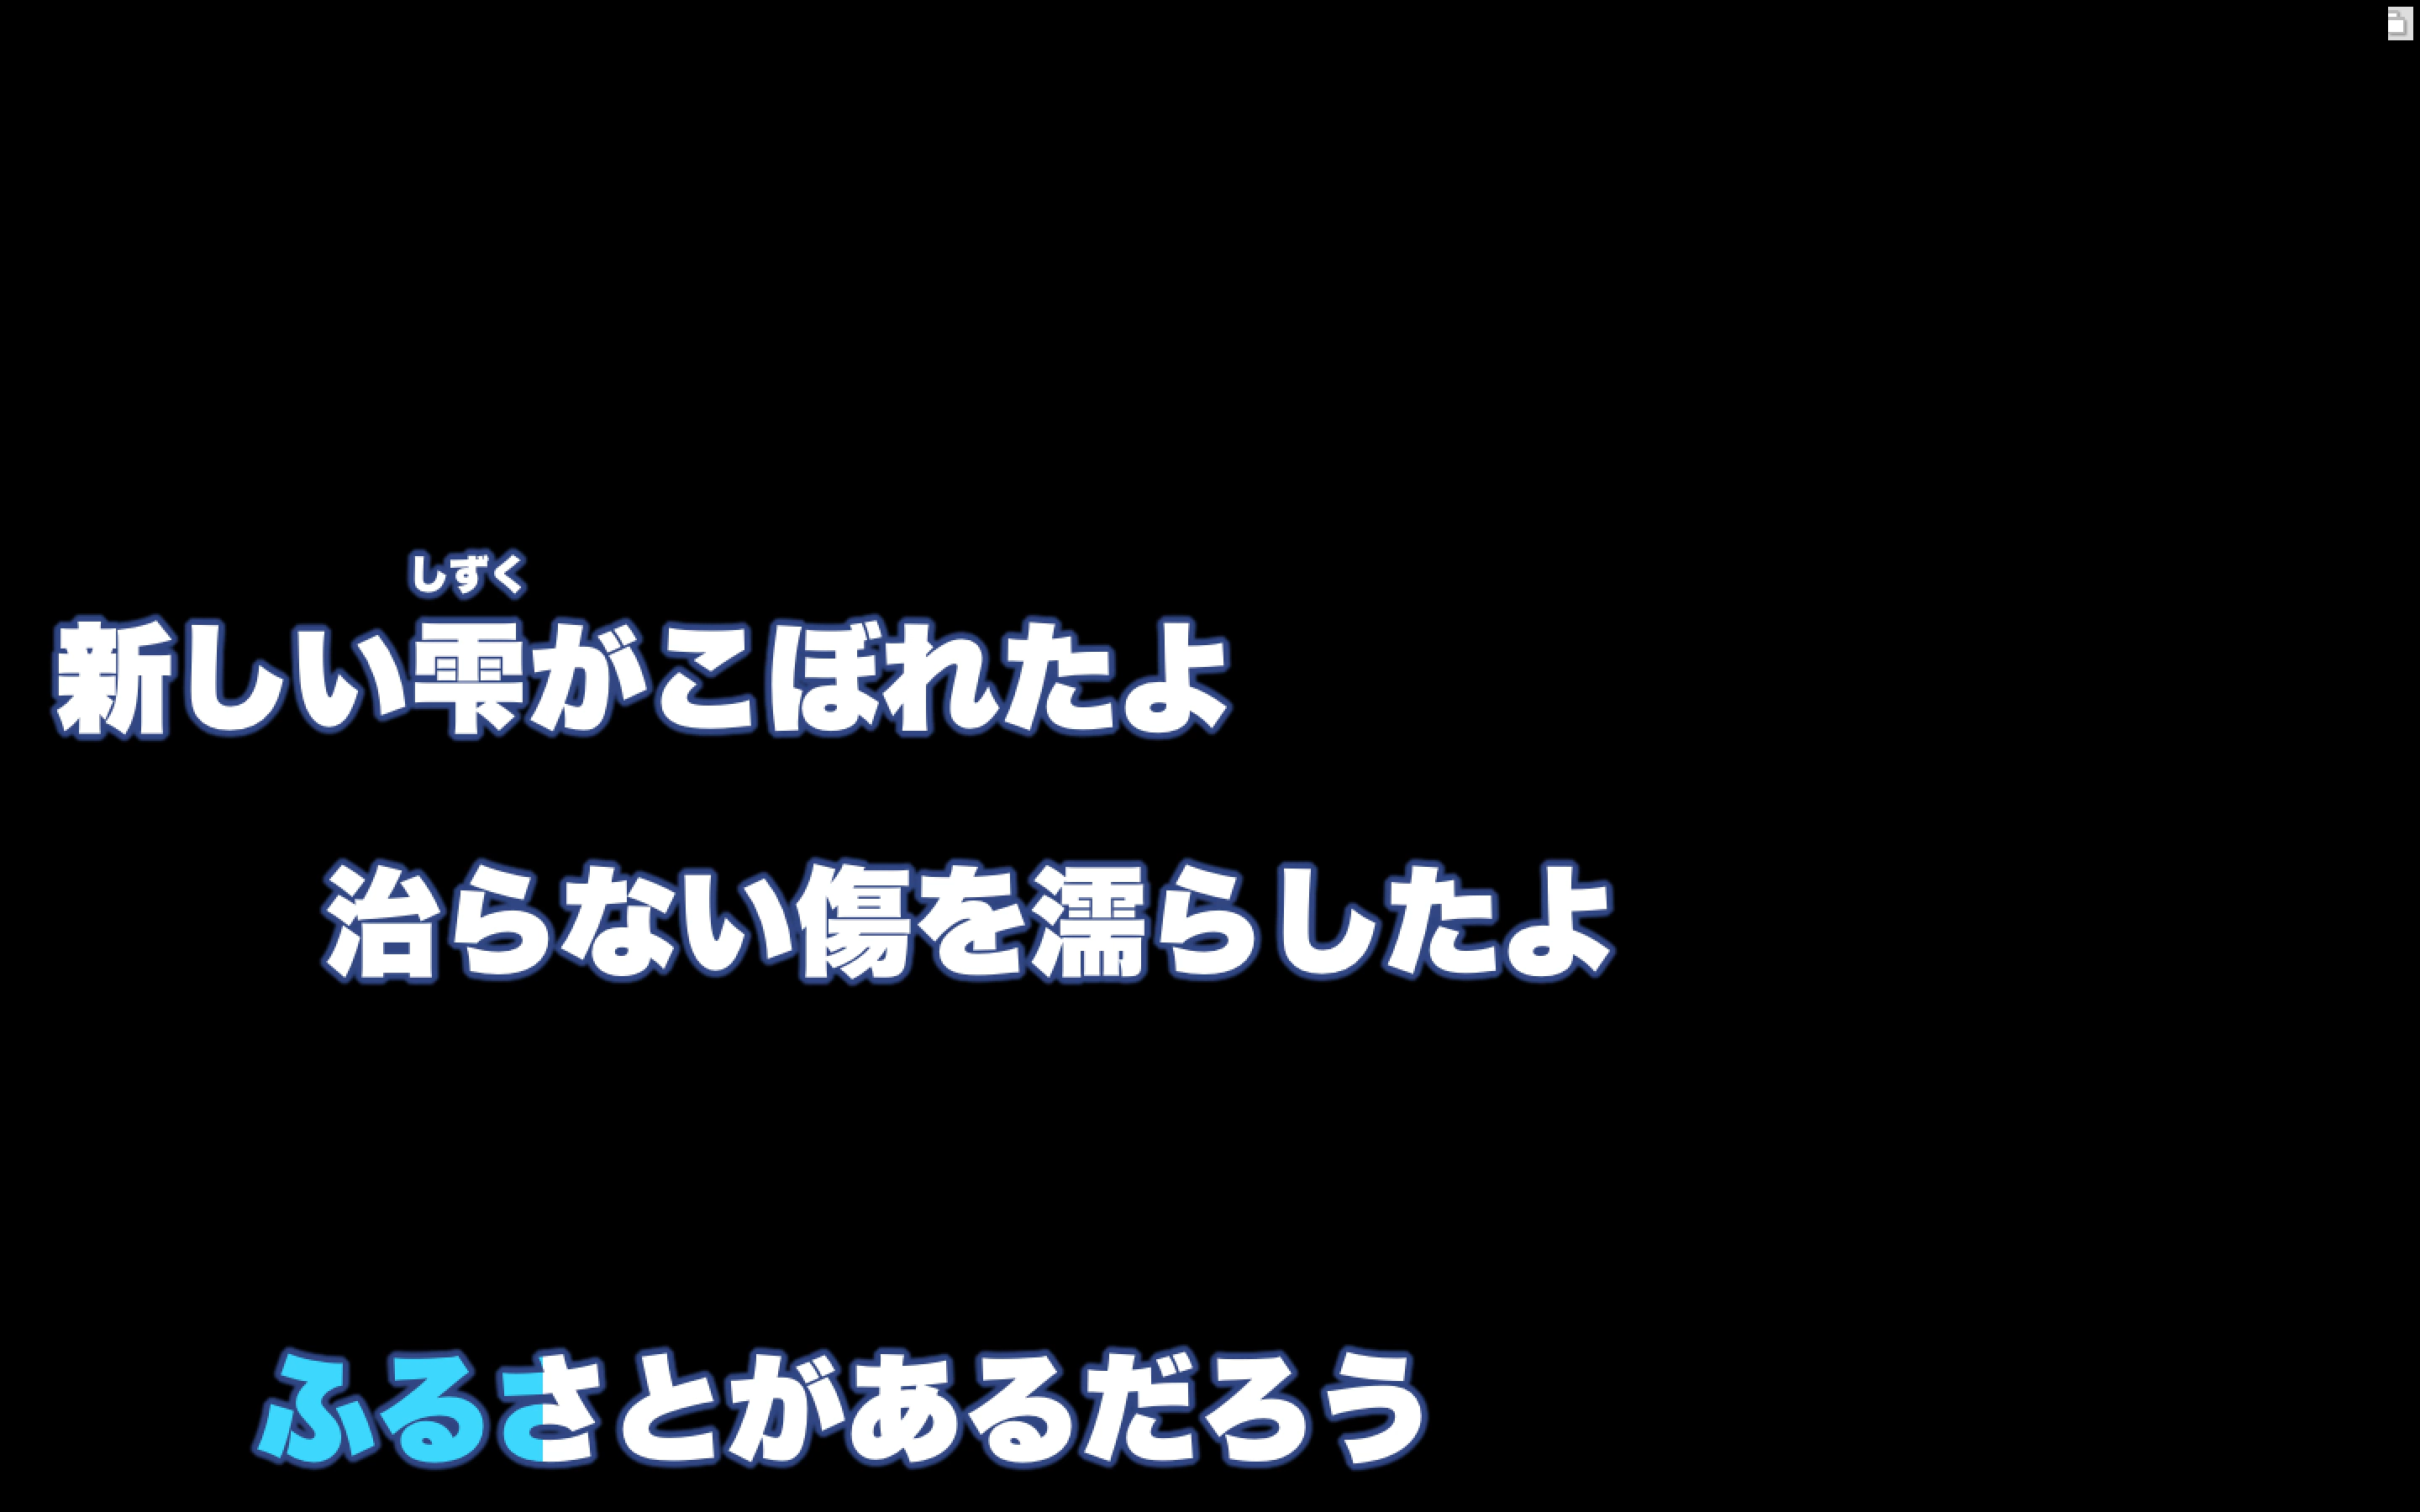 しずく
新しい雫がこぼれたよ
治らない傷を濡らしたよ
ふるさとがあるだろう